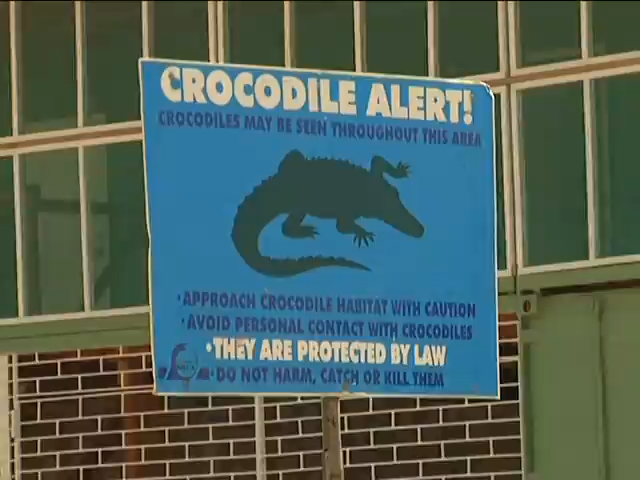 CROCODILE ALERT!
CROCODILES MAY BE SEEN THROUGHOUT THIS AREA
•APPROACH CROCODILE HABITAT WITH CAUTION
•AVOID PERSONAL CONTACT WITH CROCODILES
•THEY ARE PROTECTED BY LAW
•DO NOT HARM, CATCH OR KILL THEM